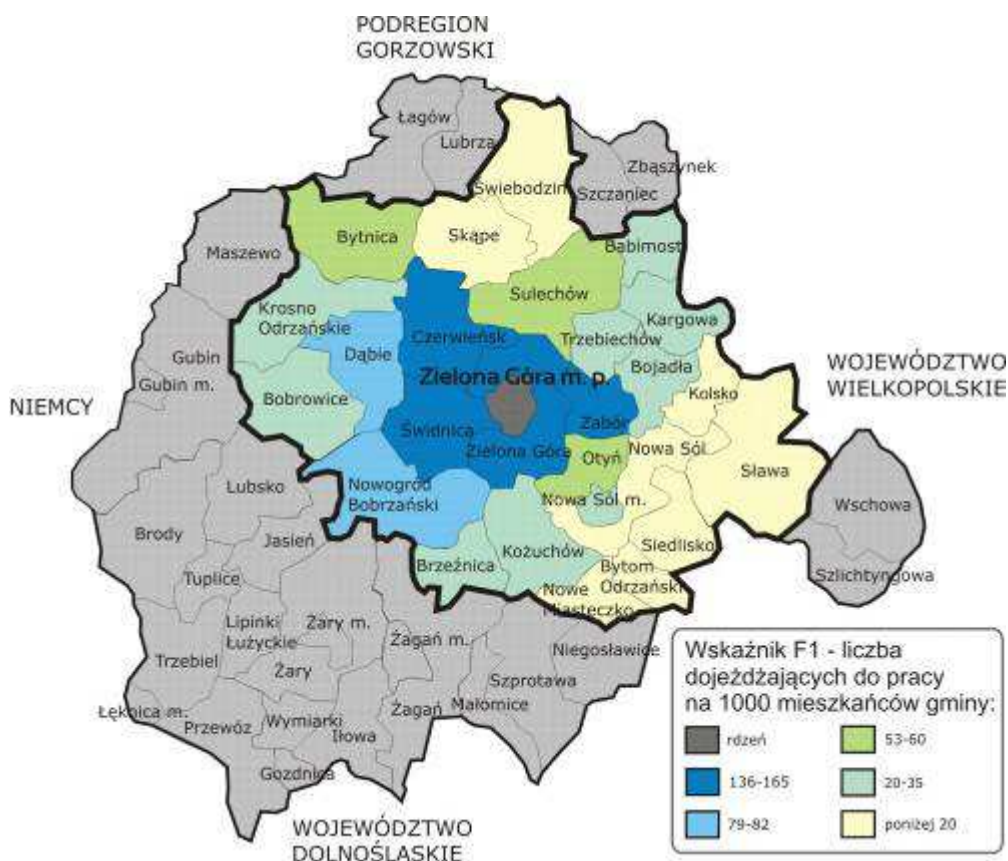 PODREGION
GORZOWSKI
Łagów
Lubrza
Zbąszynek
Świebodzin
Szczaniec
Bytnica
Skąpe
Babimost
Maszewo
Sulechów
Krosno
Odrzańskie
Kargowa
Czerwieńsk
Trzebiechów
Gubin
Dąbie
Bojadła
WOJEWÓDZTWO
WIELKOPOLSKIE
Gubin m.
Zielona Góra m. p.
Kolsko
NIEMCY
Bobrowice
Zabór
Świdnica
Zielona Góra
Nowa Sól
Otyń
Sława
Lubsko
Nowogród
Bobrzański
Nowa Sól m.
Wschowa
Brody
Jasień
Siedlisko
Kożuchów
Brzeźnica
Bytom
Odrzański
Tuplice
Szlichtyngowa
Nowe
Miasteczko
Lipinki
Łużyckie
Żary m.
Żagań m.
Niegosławice
Trzebiel
Żary
Szprotawa
Małomice
Żagań
Łęknica m.
Przewóz
Wymiarki
Iłowa
Gozdnica
WOJEWÓDZTWO
DOLNOŚLĄSKIE
Wskaźnik F1 - liczba
dojeżdżających do pracy
na 1000 mieszkańców gminy:
rdzeń
53-60
136-165
20-35
79-82
poniżej 20